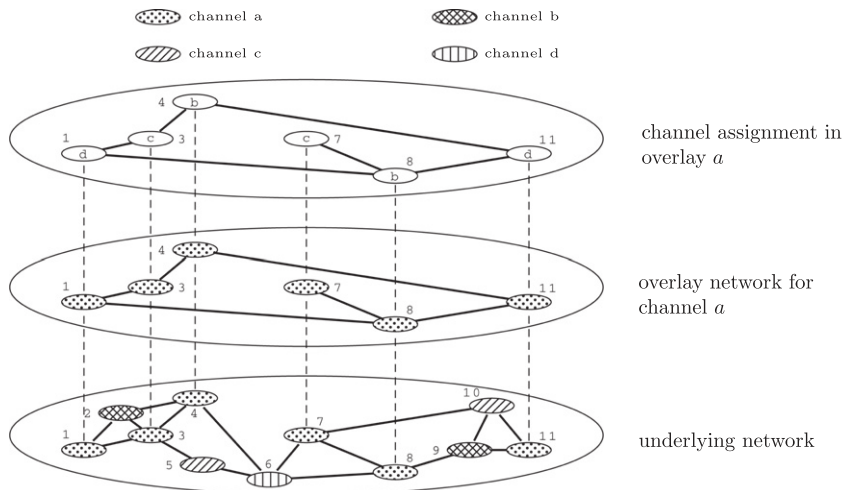 channel a
channel b
channel c
channel d
4 b
1 c 3 c 7 11
d 8 d
b
channel assignment in
overlay a
4
1 3 7 11
8
overlay network for
channel a
10
2 4 7
1 3 9 11
5 6 8
underlying network